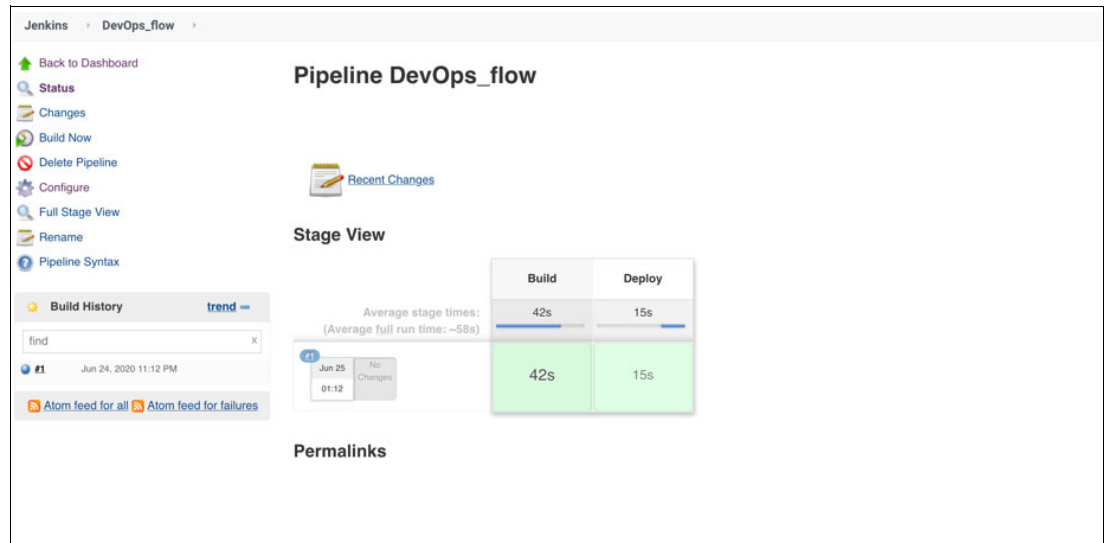 Jenkins DevOps_flow
Back to Dashboard
Status
Changes
Build Now
Delete Pipeline
Configure
Full Stage View
Rename
Pipeline Syntax
Build History trend
find x
#1 Jun 24, 2020 11:12 PM
Atom feed for all Atom feed for failures
Pipeline DevOps_flow
Recent Changes
Stage View
Build Deploy
Average stage times: 42s 15s
(Average full run time: ~58s)
#1
Jun 25 No
Changes
01:12
42s 15s
Permalinks